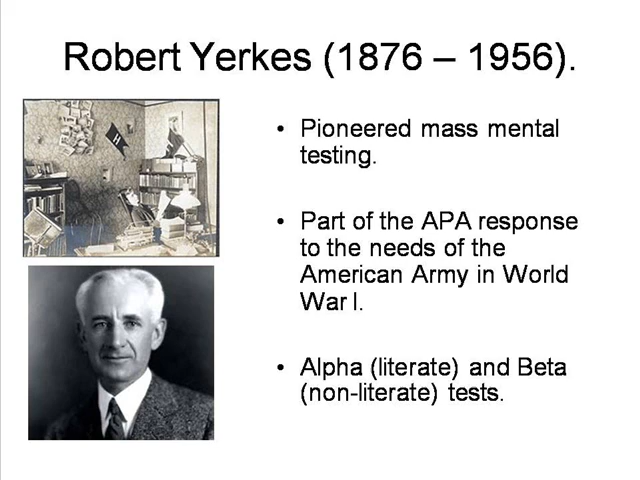 Robert Yerkes (1876 – 1956).
H
• Pioneered mass mental
testing.
• Part of the APA response
to the needs of the
American Army in World
War I.
• Alpha (literate) and Beta
(non-literate) tests.